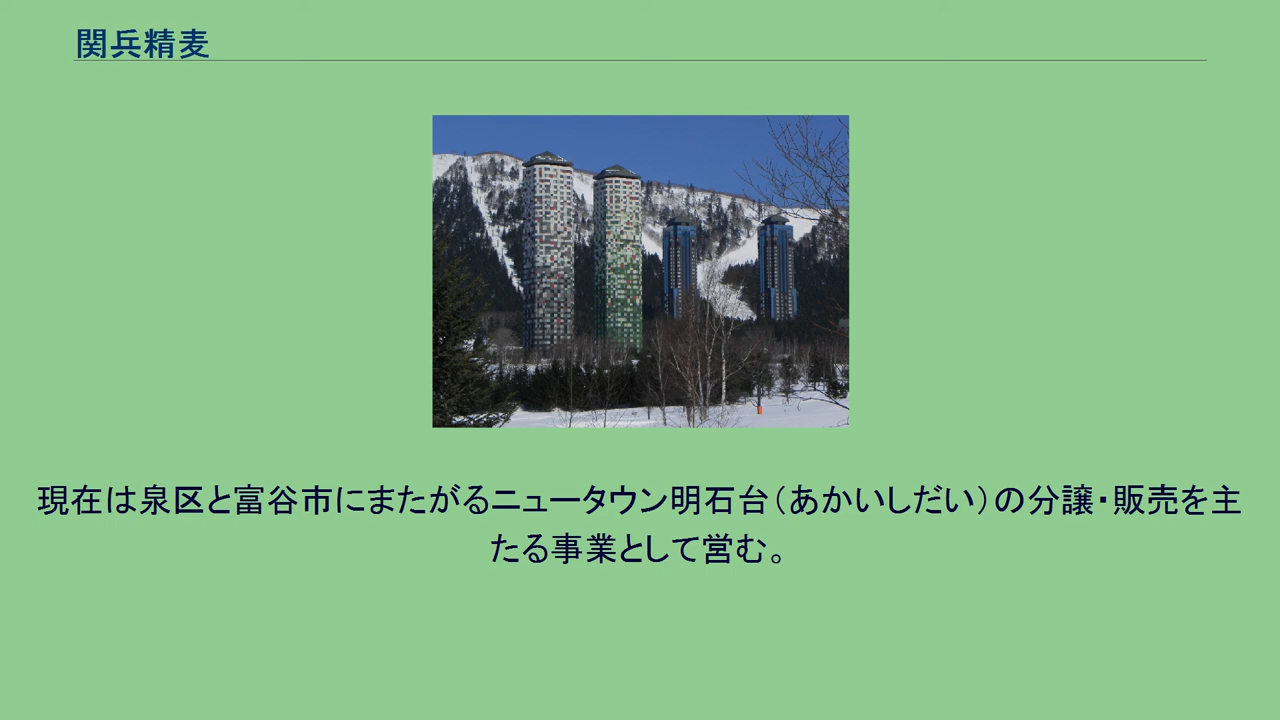 関兵精麦
現在は泉区と富谷市にまたがるニュータウン明石台（あかいしだい）の分譲・販売を主
たる事業として営む。